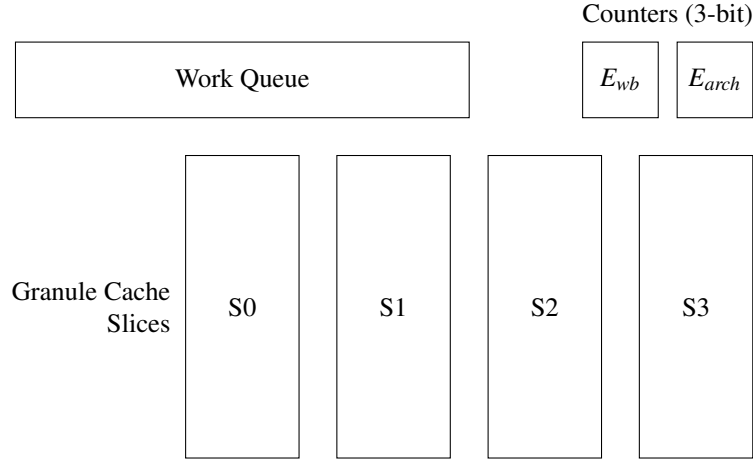 Counters (3-bit)
Work Queue
E_wb
E_arch
Granule Cache
Slices
S0
S1
S2
S3